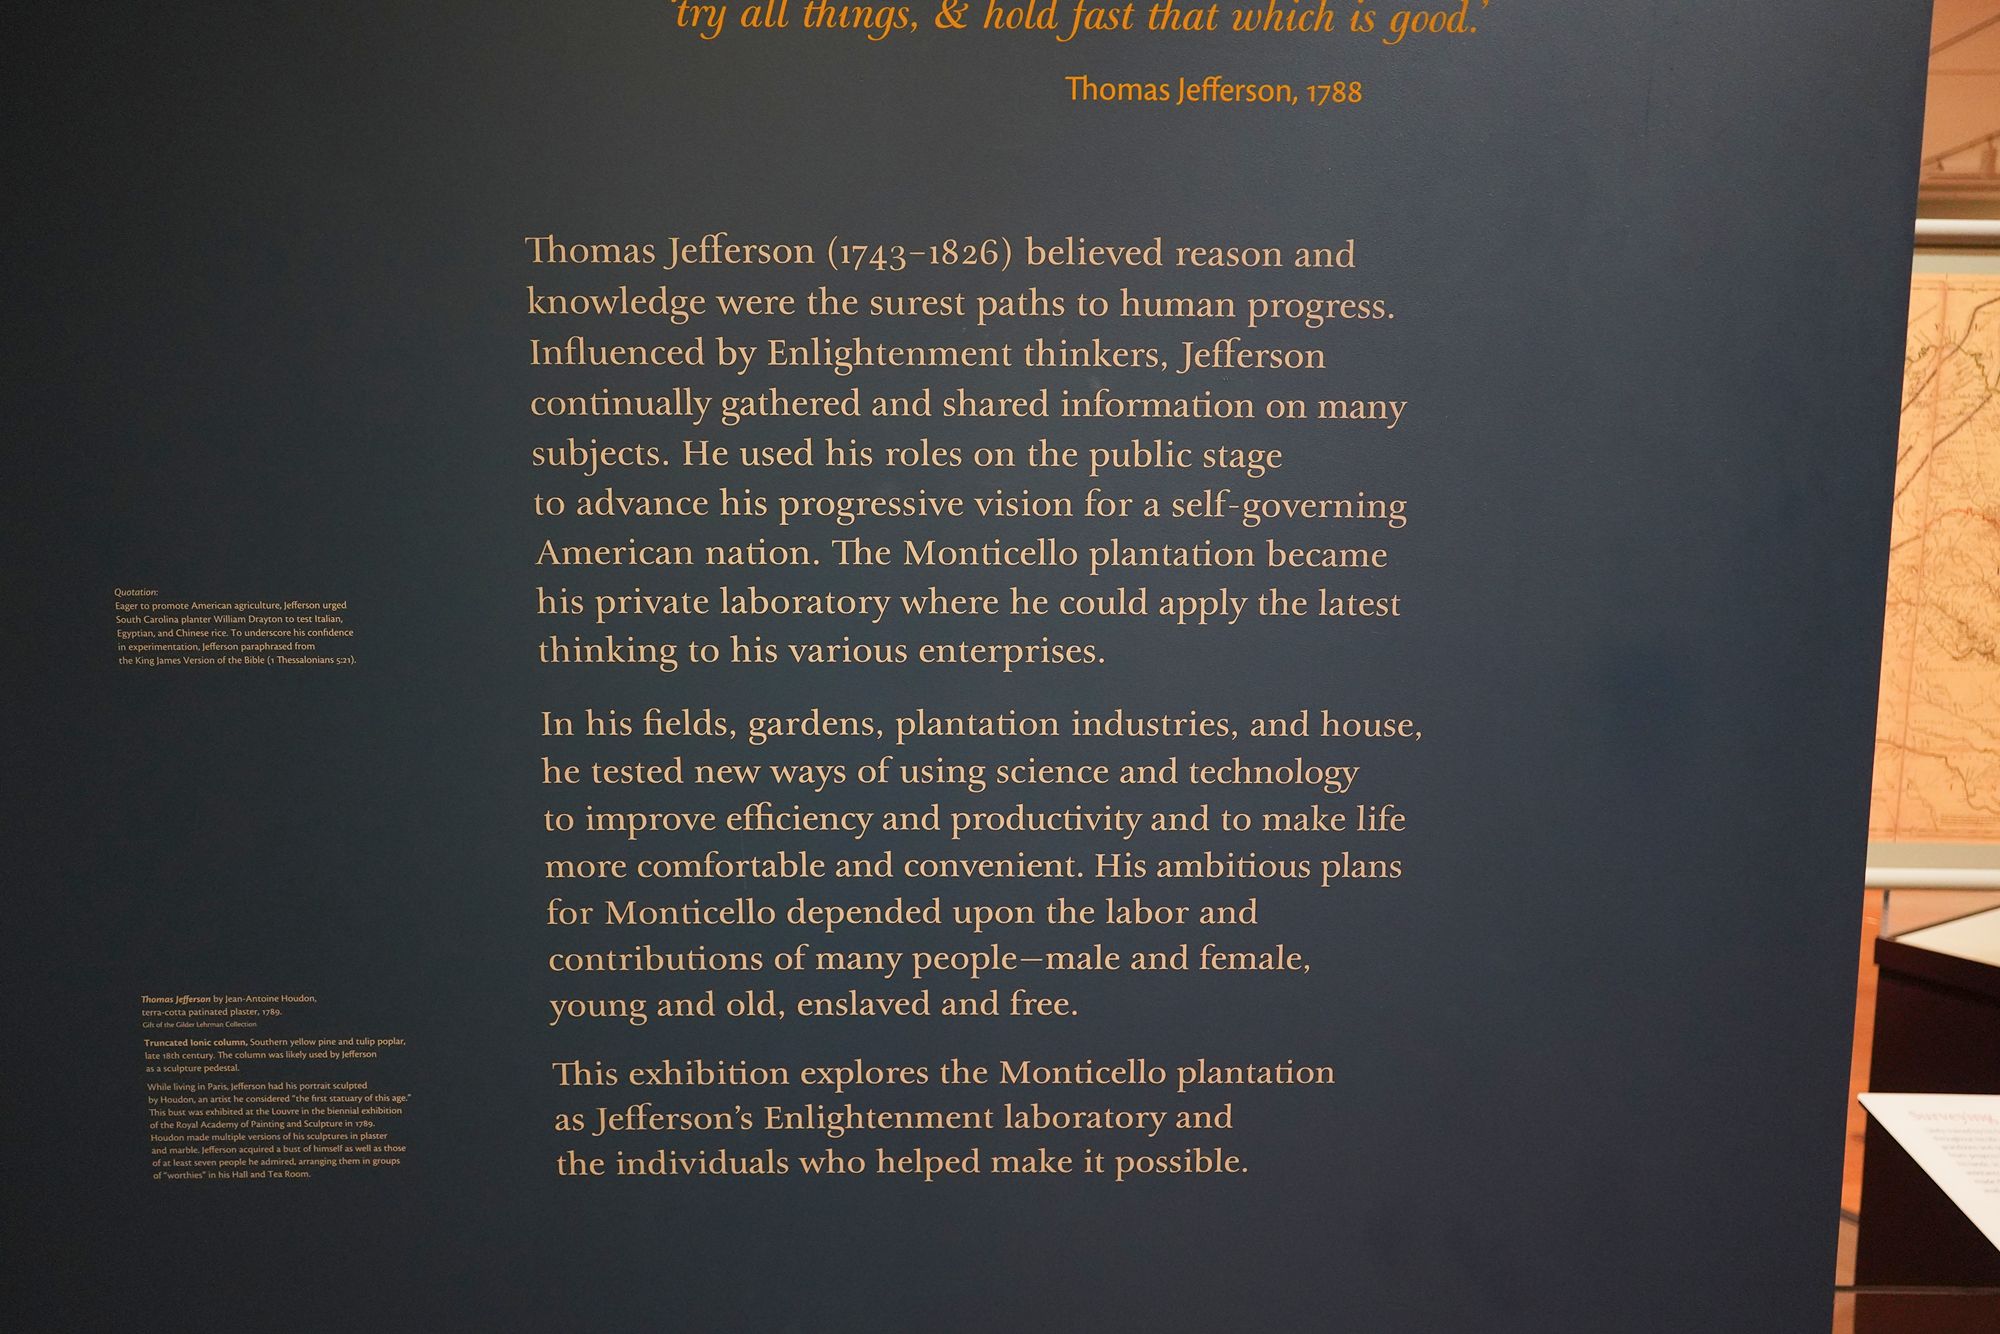 'try all things, & hold fast that which is good.'
Thomas Jefferson, 1788
Thomas Jefferson (1743–1826) believed reason and
knowledge were the surest paths to human progress.
Influenced by Enlightenment thinkers, Jefferson
continually gathered and shared information on many
subjects. He used his roles on the public stage
to advance his progressive vision for a self-governing
American nation. The Monticello plantation became
his private laboratory where he could apply the latest
thinking to his various enterprises.
In his fields, gardens, plantation industries, and house,
he tested new ways of using science and technology
to improve efficiency and productivity and to make life
more comfortable and convenient. His ambitious plans
for Monticello depended upon the labor and
contributions of many people—male and female,
young and old, enslaved and free.
This exhibition explores the Monticello plantation
as Jefferson's Enlightenment laboratory and
the individuals who helped make it possible.
Quotation:
Eager to promote American agriculture, Jefferson urged
South Carolina planter William Drayton to test Italian,
Egyptian, and Chinese rice. To underscore his confidence
in experimentation, Jefferson paraphrased from
the King James Version of the Bible (1 Thessalonians 5:21).
Thomas Jefferson by Jean-Antoine Houdon,
terra-cotta patinated plaster, 1789.
Gift of the Gilder Lehrman Collection
Truncated Ionic column, Southern yellow pine and tulip poplar,
late 18th century. The column was likely used by Jefferson
as a sculpture pedestal.
While living in Paris, Jefferson had his portrait sculpted
by Houdon, an artist he considered "the first statuary of this age."
This bust was exhibited at the Louvre in the biennial exhibition
of the Royal Academy of Painting and Sculpture in 1789.
Houdon made multiple versions of his sculptures in plaster
and marble. Jefferson acquired a bust of himself as well as those
of at least seven people he admired, arranging them in groups
of "worthies" in his Hall and Tea Room.
Surveying